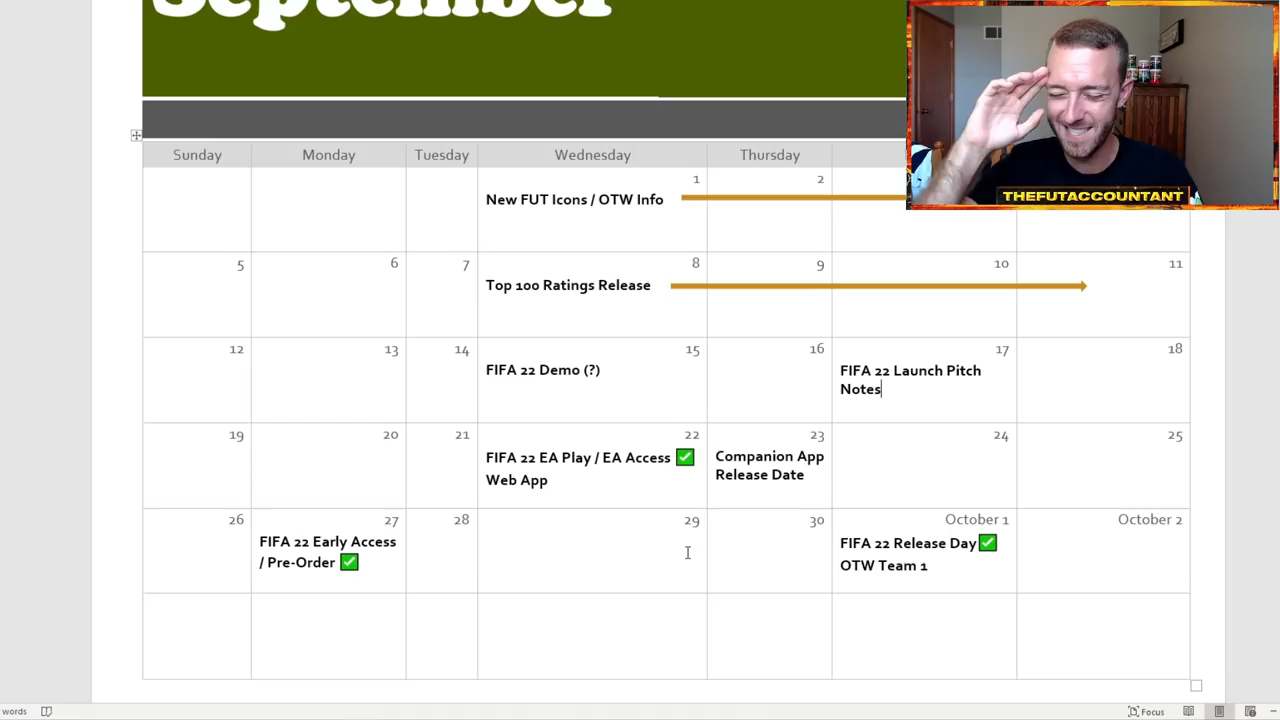 September
Sunday Monday Tuesday Wednesday Thursday
1 2
New FUT Icons / OTW Info
THEFUTACCOUNTANT
5 6 7 8 9 10 11
Top 100 Ratings Release
12 13 14 15 16 17 18
FIFA 22 Demo (?)
FIFA 22 Launch Pitch
Notes
19 20 21 22 23 24 25
FIFA 22 EA Play / EA Access ✅
Web App
Companion App
Release Date
26 27 28 29 30 October 1 October 2
FIFA 22 Early Access
/ Pre-Order ✅
FIFA 22 Release Day✅
OTW Team 1
words
Focus